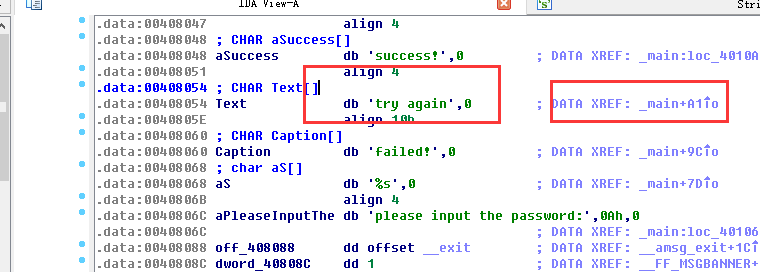 IDA View-A Stri
.data:00408047 align 4
.data:00408048 ; CHAR aSuccess[]
.data:00408048 aSuccess db 'success!',0 ; DATA XREF: _main:loc_4010A
.data:00408051 align 4
.data:00408054 ; CHAR Text[]
.data:00408054 Text db 'try again',0 ; DATA XREF: _main+A1↑o
.data:0040805E align 10h
.data:00408060 ; CHAR Caption[]
.data:00408060 Caption db 'failed!',0 ; DATA XREF: _main+9C↑o
.data:00408068 ; char aS[]
.data:00408068 aS db '%s',0 ; DATA XREF: _main+7D↑o
.data:0040806B align 4
.data:0040806C aPleaseInputThe db 'please input the password:',0Ah,0
.data:0040806C ; DATA XREF: _main:loc_40106
.data:00408088 off_408088 dd offset __exit ; DATA XREF: __amsg_exit+1C↑
.data:0040808C dword_40808C dd 1 ; DATA XREF: __FF_MSGBANNER+